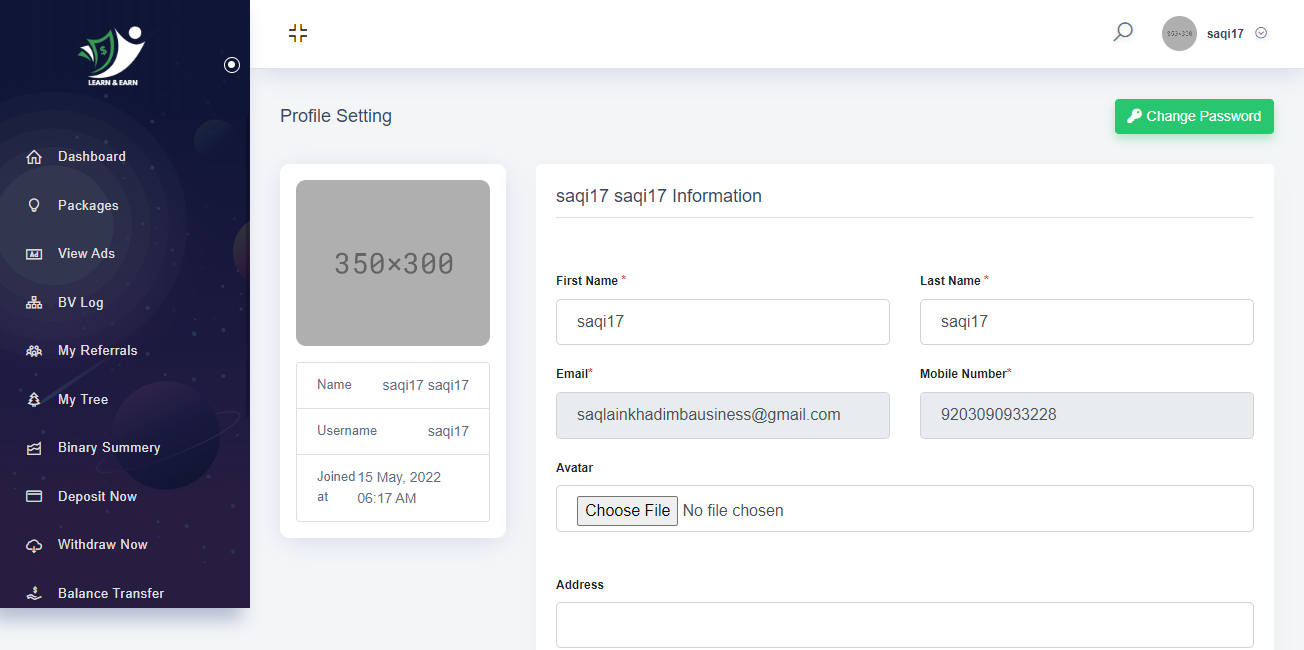 LEARN & EARN
Dashboard
Packages
Ad
View Ads
BV Log
My Referrals
My Tree
Binary Summery
Deposit Now
Withdraw Now
Balance Transfer
saqi17
Profile Setting
Change Password
350×300
Name saqi17 saqi17
Username saqi17
Joined at 15 May, 2022
06:17 AM
saqi17 saqi17 Information
First Name *
saqi17
Last Name *
saqi17
Email*
saqlainkhadimbausiness@gmail.com
Mobile Number*
9203090933228
Avatar
Choose File No file chosen
Address